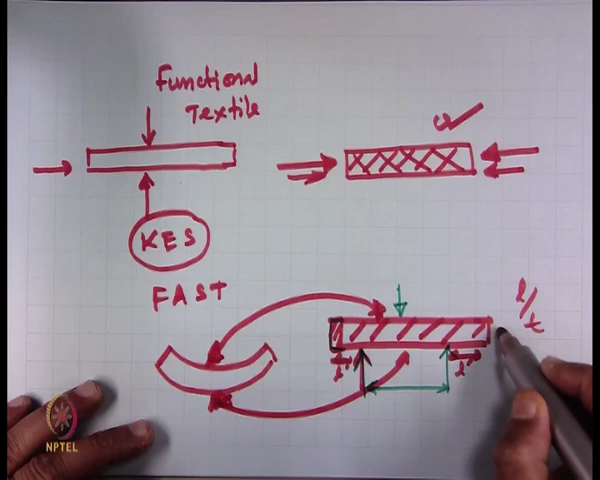 Functional
Textile
KES
FAST
l/t
l
l
NPTEL